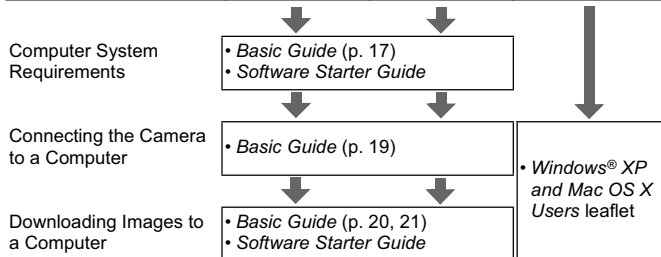 Computer System
Requirements
• Basic Guide (p. 17)
• Software Starter Guide
Connecting the Camera
to a Computer
• Basic Guide (p. 19)
• Windows® XP
and Mac OS X
Users leaflet
Downloading Images to
a Computer
• Basic Guide (p. 20, 21)
• Software Starter Guide